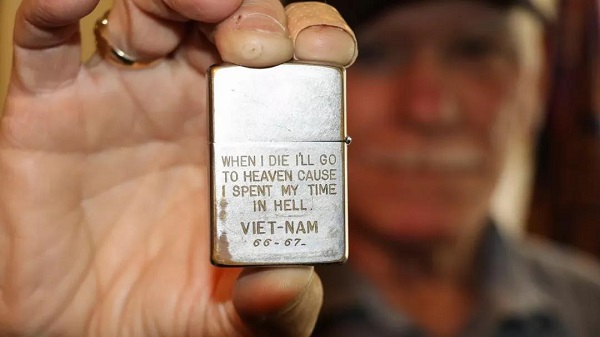 WHEN I DIE I'LL GO
TO HEAVEN CAUSE
I SPENT MY TIME
IN HELL.
VIET-NAM
66-67-